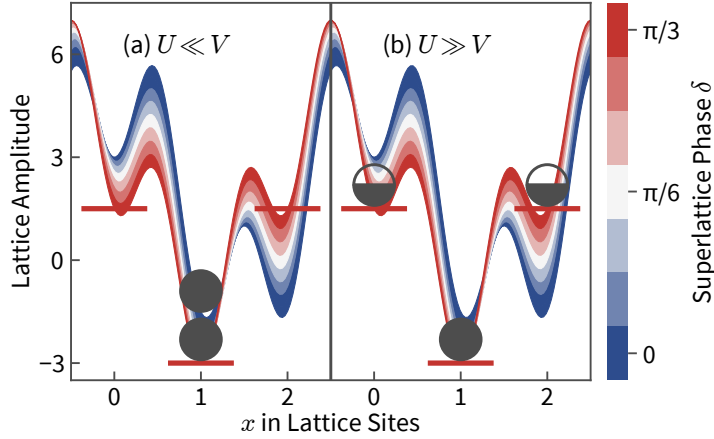 (a) U ≪ V
(b) U ≫ V
Lattice Amplitude
6
3
0
−3
0
1
2
0
1
2
x in Lattice Sites
π/3
π/6
0
Superlattice Phase δ